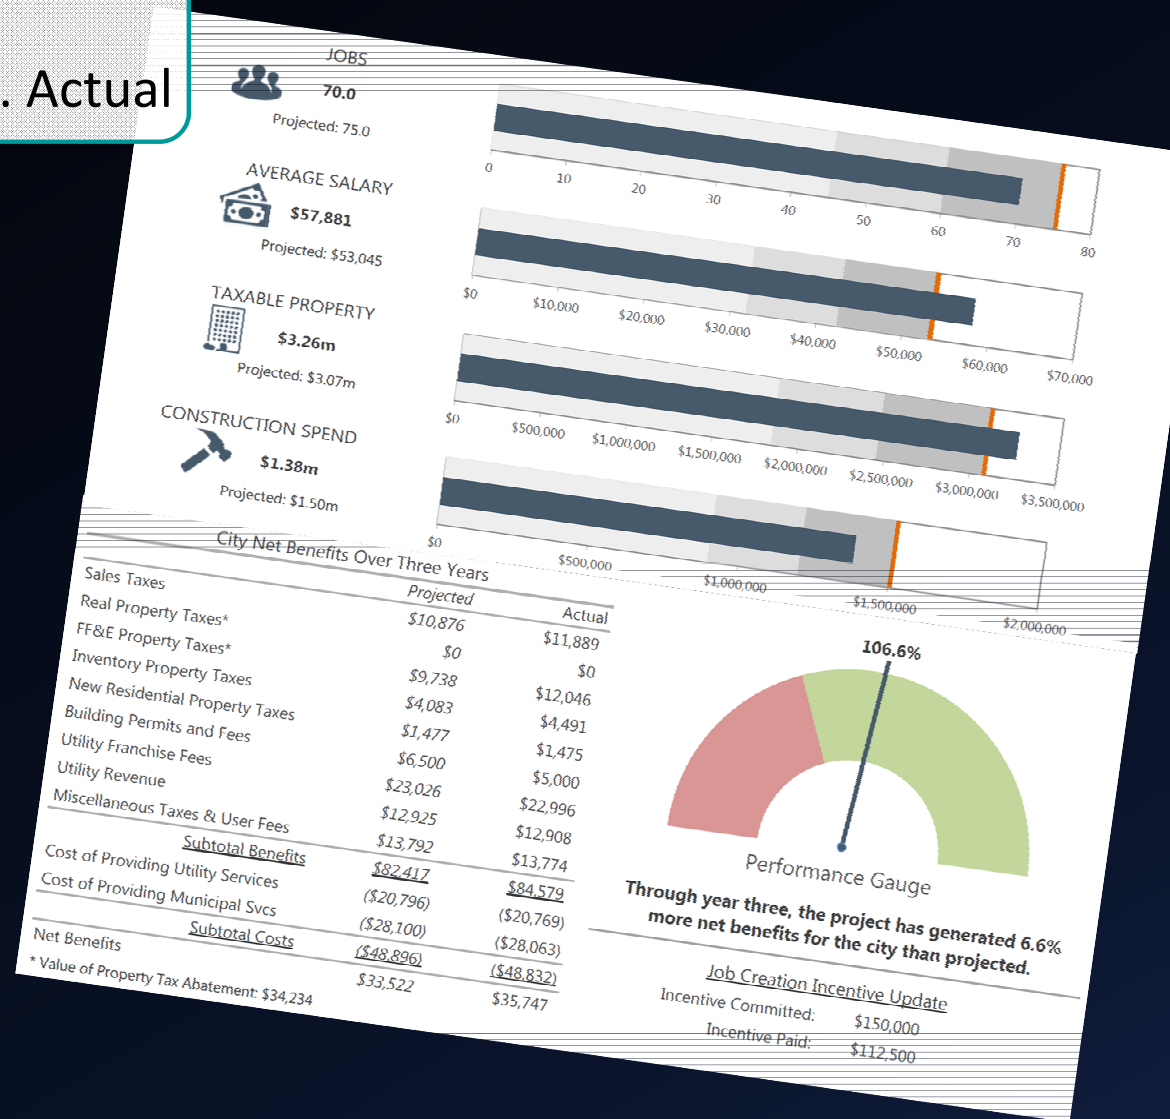 . Actual
JOBS
70.0
Projected: 75.0
0 10 20 30 40 50 60 70 80
AVERAGE SALARY
$57,881
Projected: $53,045
$0 $10,000 $20,000 $30,000 $40,000 $50,000 $60,000 $70,000
TAXABLE PROPERTY
$3.26m
Projected: $3.07m
$0 $500,000 $1,000,000 $1,500,000 $2,000,000 $2,500,000 $3,000,000 $3,500,000
CONSTRUCTION SPEND
$1.38m
Projected: $1.50m
$0 $500,000 $1,000,000 $1,500,000 $2,000,000
City Net Benefits Over Three Years
Projected Actual
Sales Taxes $10,876 $11,889
Real Property Taxes* $0 $0
FF&E Property Taxes* $9,738 $12,046
Inventory Property Taxes $4,083 $4,491
New Residential Property Taxes $1,477 $1,475
Building Permits and Fees $6,500 $5,000
Utility Franchise Fees $23,026 $22,996
Utility Revenue $12,925 $12,908
Miscellaneous Taxes & User Fees $13,792 $13,774
Subtotal Benefits $82,417 $84,579
Cost of Providing Utility Services ($20,796) ($20,769)
Cost of Providing Municipal Svcs ($28,100) ($28,063)
Subtotal Costs ($48,896) ($48,832)
Net Benefits $33,522 $35,747
* Value of Property Tax Abatement: $34,234
106.6%
Performance Gauge
Through year three, the project has generated 6.6%
more net benefits for the city than projected.
Job Creation Incentive Update
Incentive Committed: $150,000
Incentive Paid: $112,500